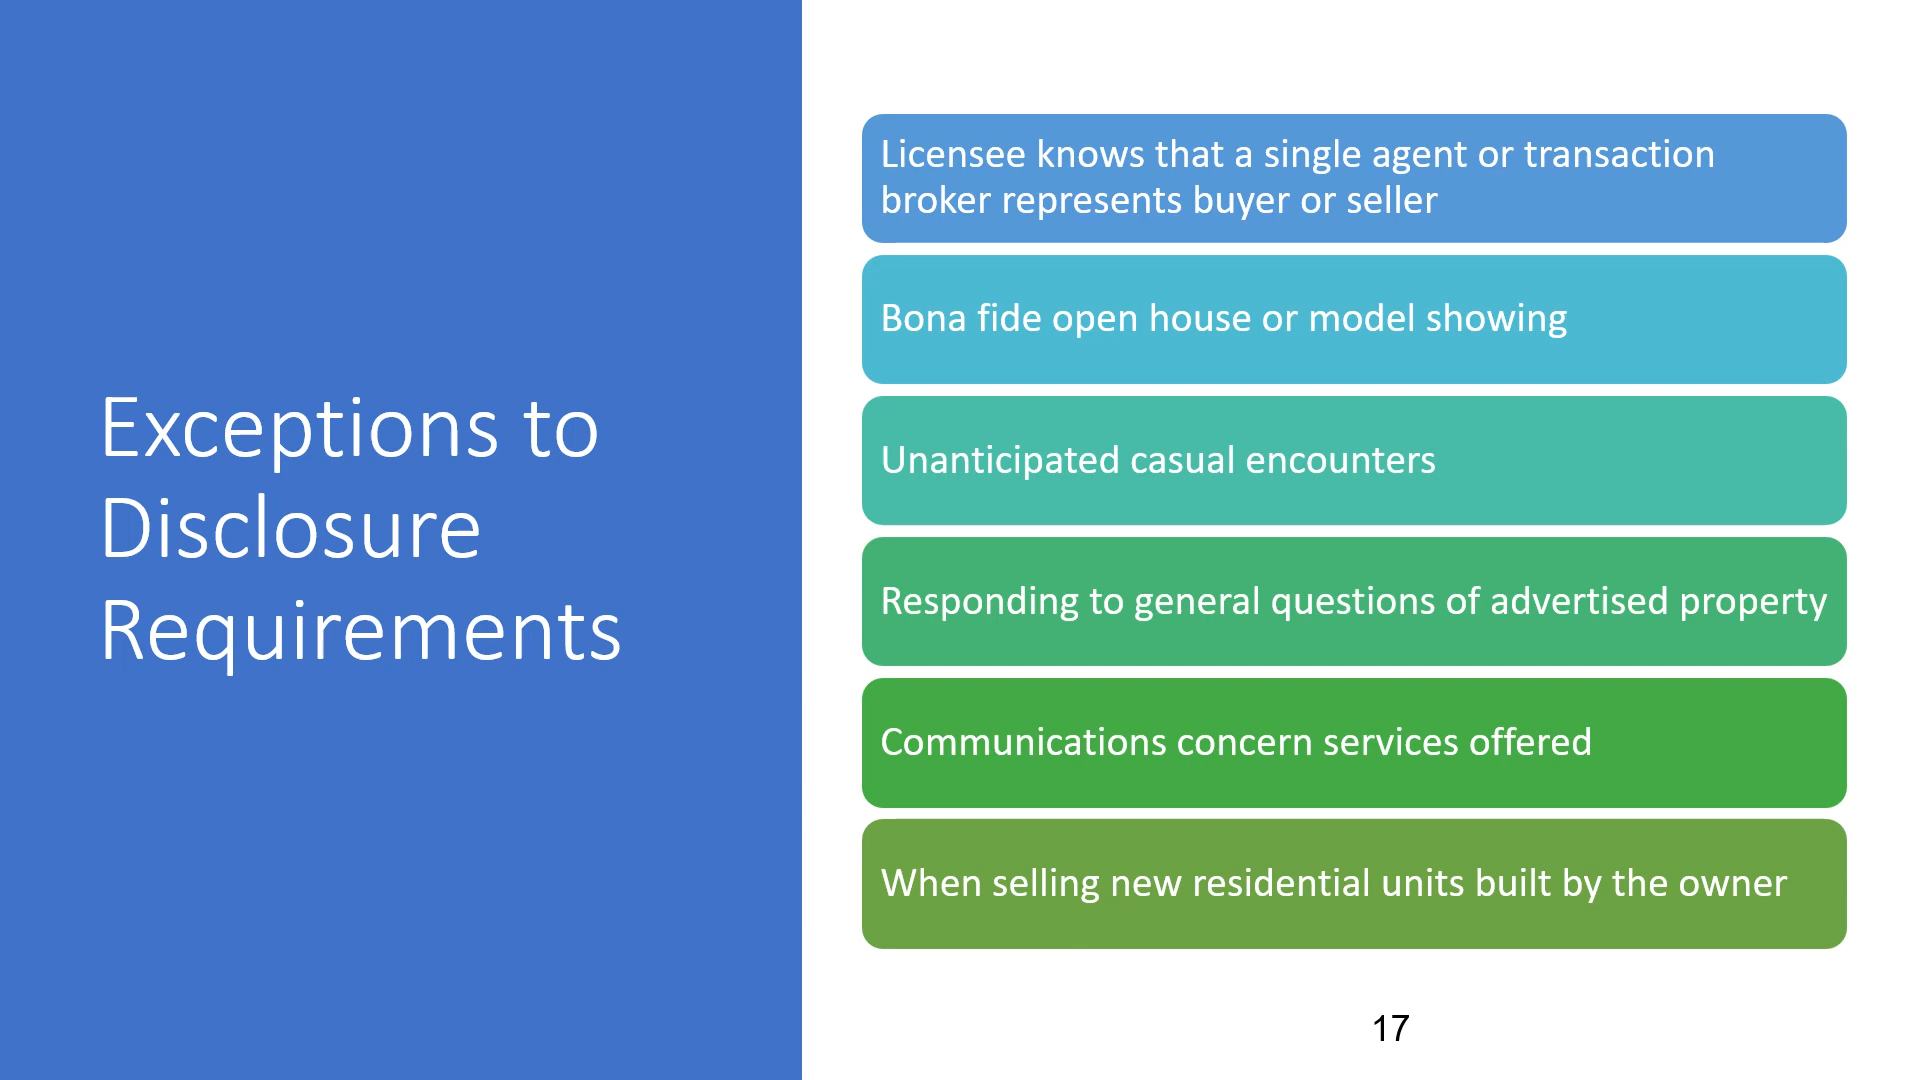 Exceptions to
Disclosure
Requirements
Licensee knows that a single agent or transaction
broker represents buyer or seller
Bona fide open house or model showing
Unanticipated casual encounters
Responding to general questions of advertised property
Communications concern services offered
When selling new residential units built by the owner
17